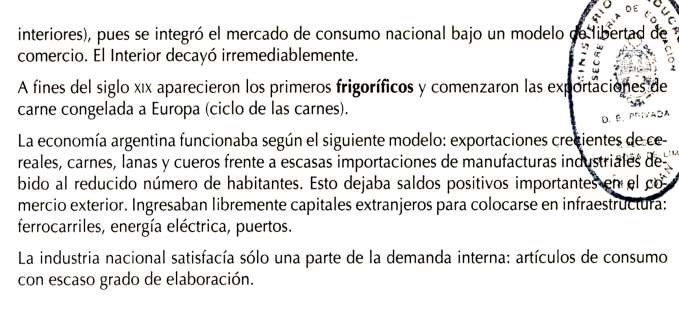 interiores), pues se integró el mercado de consumo nacional bajo un modelo de libertad de
comercio. El Interior decayó irremediablemente.
A fines del siglo XIX aparecieron los primeros frigoríficos y comenzaron las exportaciones de
carne congelada a Europa (ciclo de las carnes).
La economía argentina funcionaba según el siguiente modelo: exportaciones crecientes de ce-
reales, carnes, lanas y cueros frente a escasas importaciones de manufacturas industriales de-
bido al reducido número de habitantes. Esto dejaba saldos positivos importantes en el co-
mercio exterior. Ingresaban libremente capitales extranjeros para colocarse en infraestructura:
ferrocarriles, energía eléctrica, puertos.
La industria nacional satisfacía sólo una parte de la demanda interna: artículos de consumo
con escaso grado de elaboración.
D. E. PRIVADA